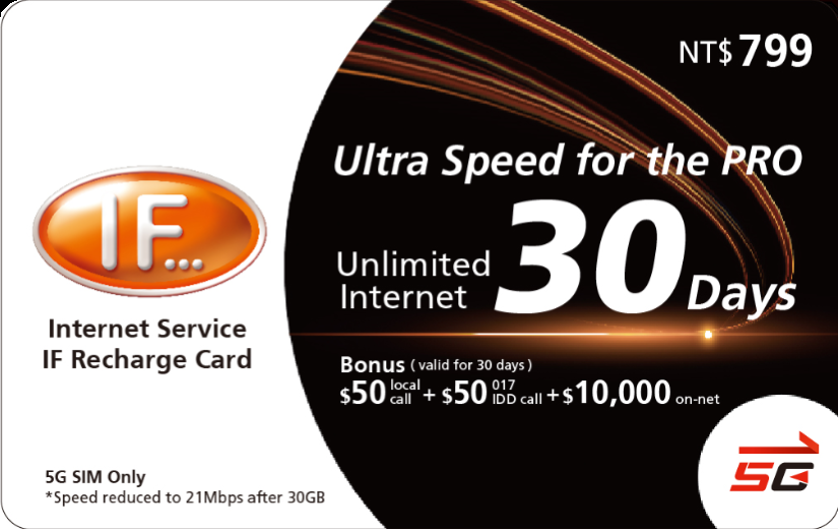 NT$ 799
IF...
Ultra Speed for the PRO
Unlimited Internet 30 Days
Internet Service
IF Recharge Card
Bonus (valid for 30 days)
$50 local call + $50 017 IDD call + $10,000 on-net
5G SIM Only
*Speed reduced to 21Mbps after 30GB
5G